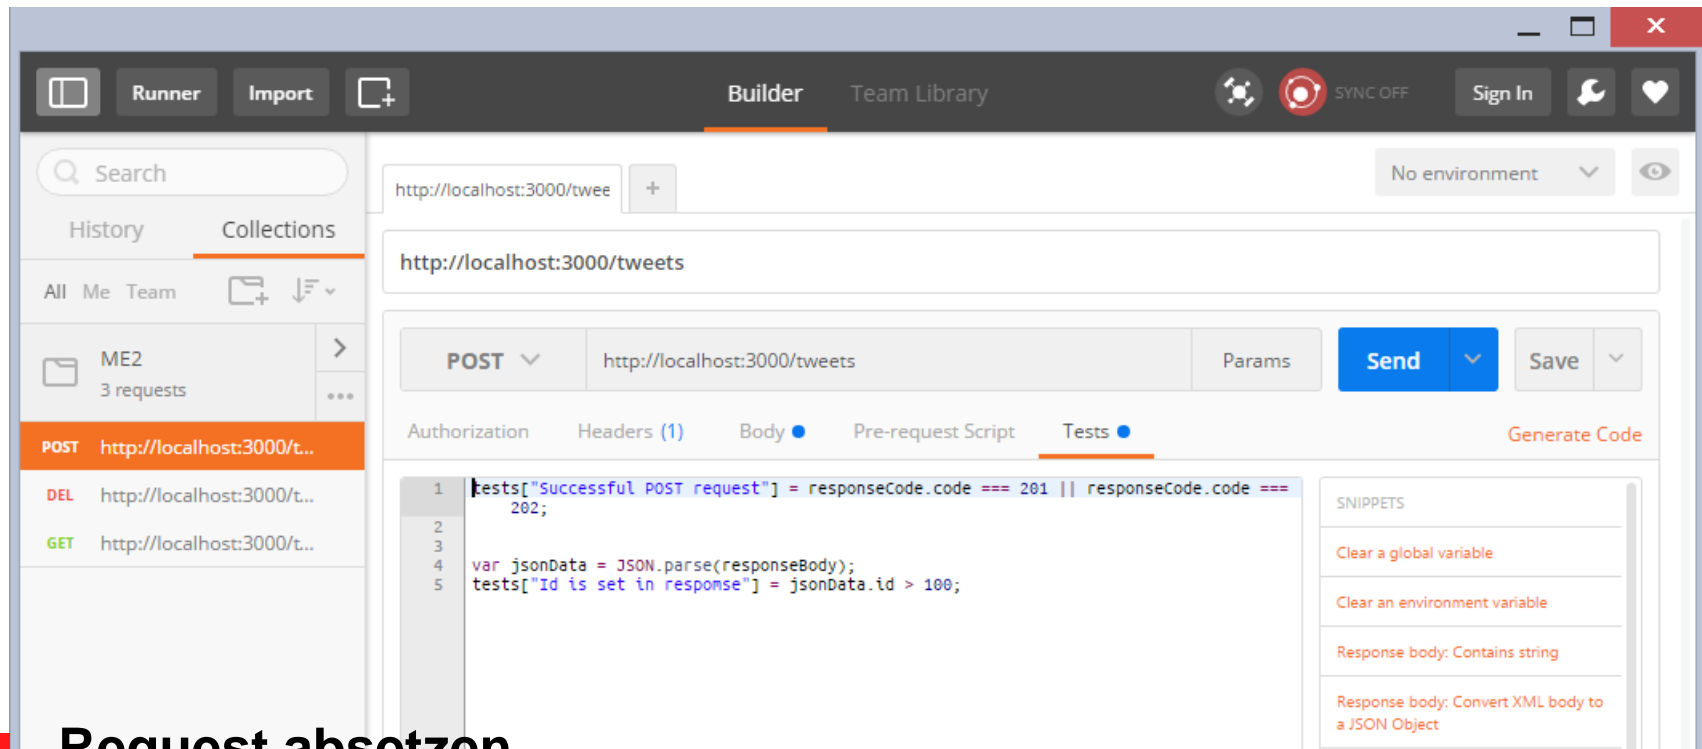 Runner Import Builder Team Library SYNC OFF Sign In
Search
History Collections
All Me Team
ME2
3 requests
POST http://localhost:3000/t...
DEL http://localhost:3000/t...
GET http://localhost:3000/t...
http://localhost:3000/twee +
No environment
http://localhost:3000/tweets
POST http://localhost:3000/tweets Params Send Save
Authorization Headers (1) Body Pre-request Script Tests Generate Code
1 tests["Successful POST request"] = responseCode.code === 201 || responseCode.code ===
202;
2
3
4 var jsonData = JSON.parse(responseBody);
5 tests["Id is set in respomse"] = jsonData.id > 100;
SNIPPETS
Clear a global variable
Clear an environment variable
Response body: Contains string
Response body: Convert XML body to
a JSON Object
Request absetzen